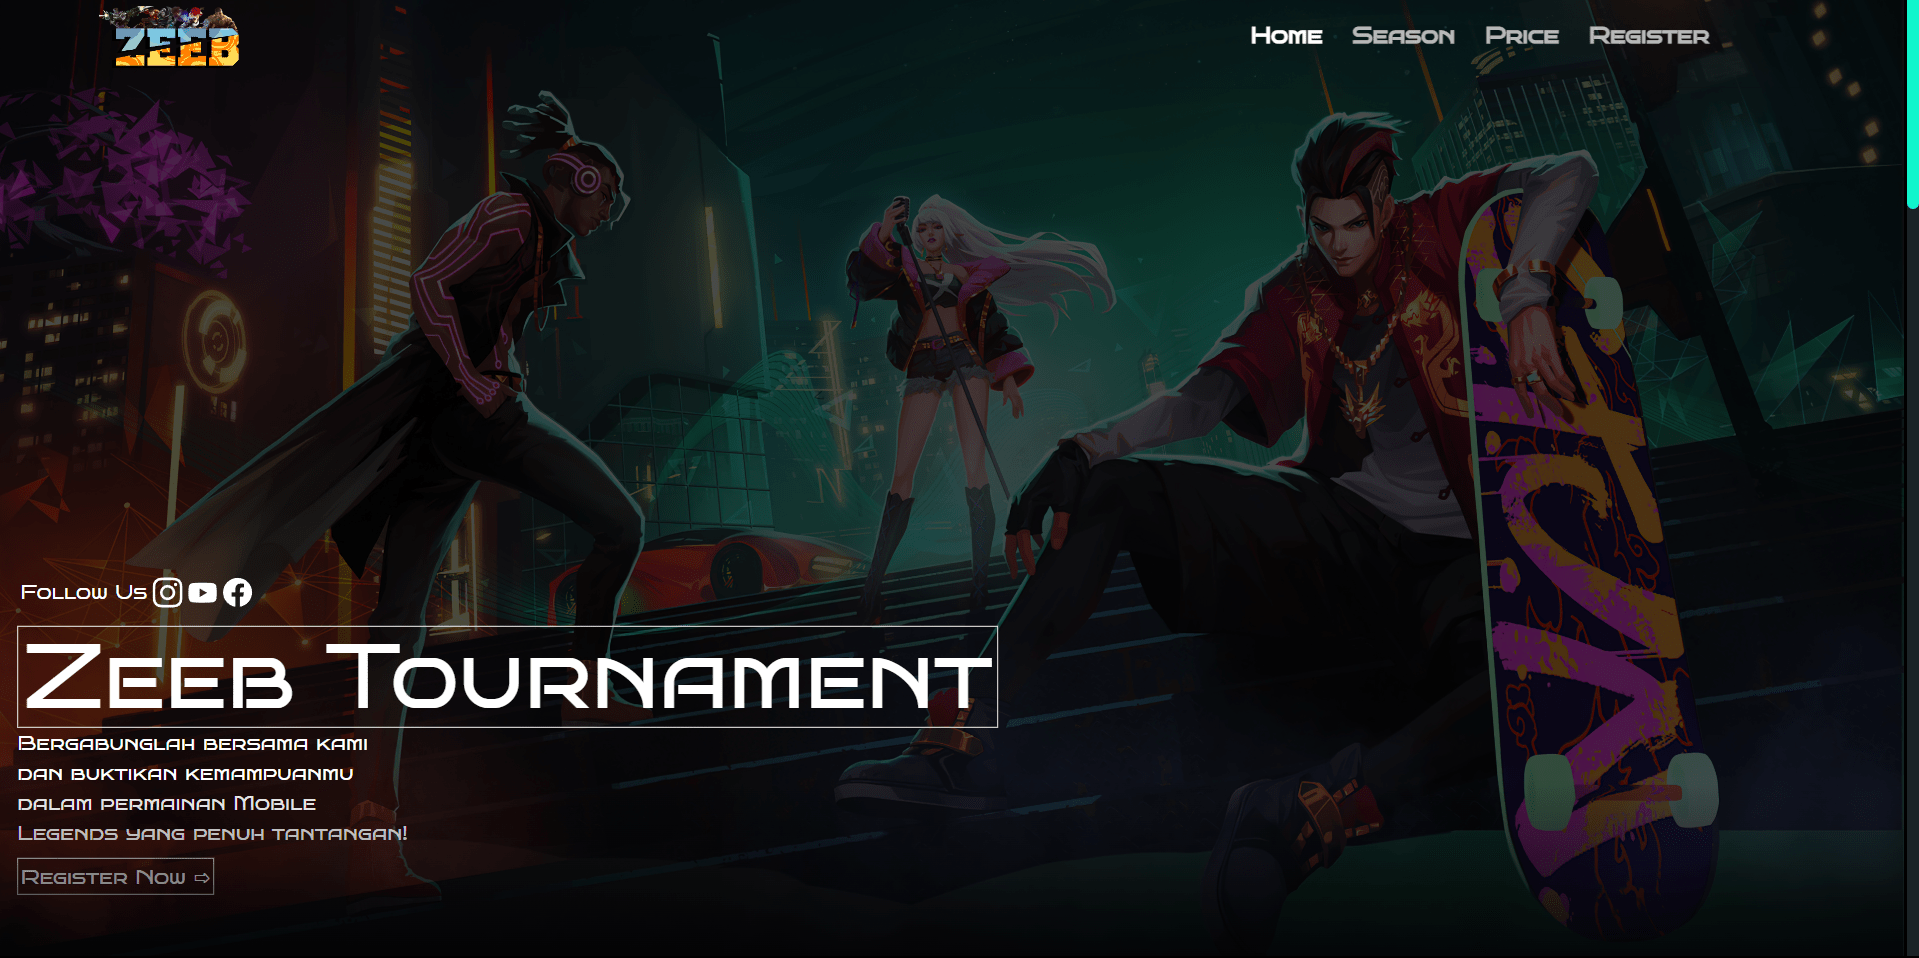 ZEEB
Home Season Price Register
Follow Us
Zeeb Tournament
Bergabunglah bersama kami
dan buktikan kemampuanmu
dalam permainan Mobile
Legends yang penuh tantangan!
Register Now ⇨